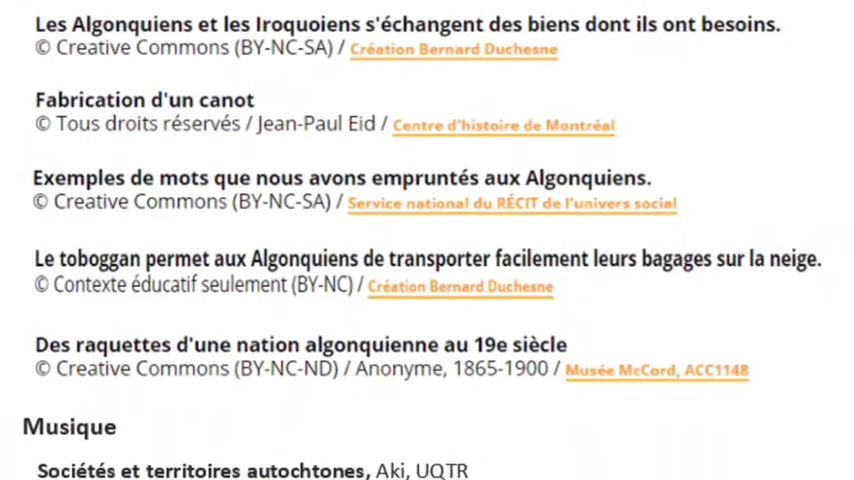 Les Algonquiens et les Iroquoiens s'échangent des biens dont ils ont besoins.
© Creative Commons (BY-NC-SA) / Création Bernard Duchesne
Fabrication d'un canot
© Tous droits réservés / Jean-Paul Eid / Centre d'histoire de Montréal
Exemples de mots que nous avons empruntés aux Algonquiens.
© Creative Commons (BY-NC-SA) / Service national du RÉCIT de l'univers social
Le toboggan permet aux Algonquiens de transporter facilement leurs bagages sur la neige.
© Contexte éducatif seulement (BY-NC) / Création Bernard Duchesne
Des raquettes d'une nation algonquienne au 19e siècle
© Creative Commons (BY-NC-ND) / Anonyme, 1865-1900 / Musée McCord, ACC1148
Musique
Sociétés et territoires autochtones, Aki, UQTR